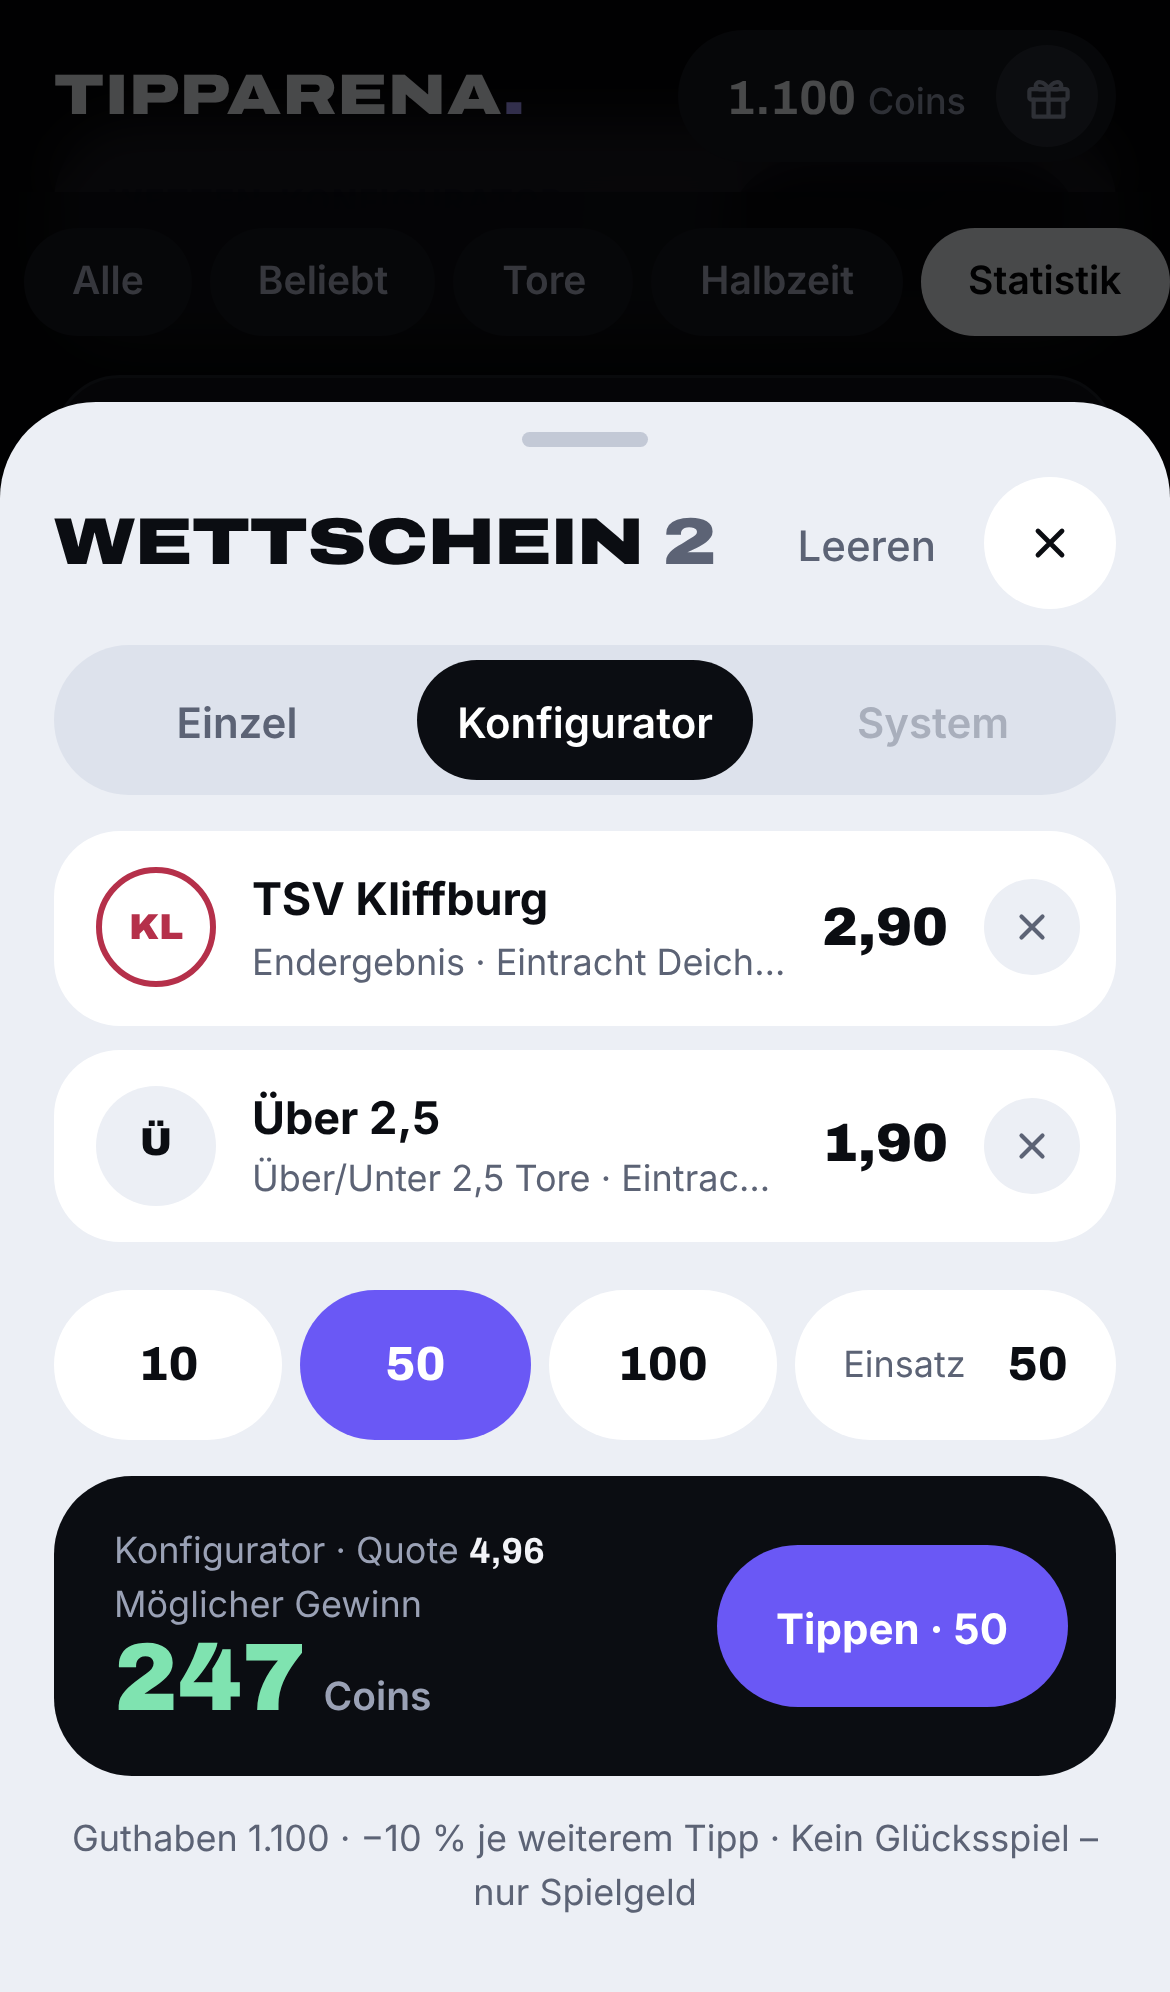 TIPPARENA.
1.100 Coins
Alle Beliebt Tore Halbzeit Statistik
WETTSCHEIN 2
Leeren
Einzel Konfigurator System
KL
TSV Kliffburg
Endergebnis · Eintracht Deich...
2,90
Ü
Über 2,5
Über/Unter 2,5 Tore · Eintrac...
1,90
10 50 100 Einsatz 50
Konfigurator · Quote 4,96
Möglicher Gewinn
247 Coins
Tippen · 50
Guthaben 1.100 · −10 % je weiterem Tipp · Kein Glücksspiel –
nur Spielgeld